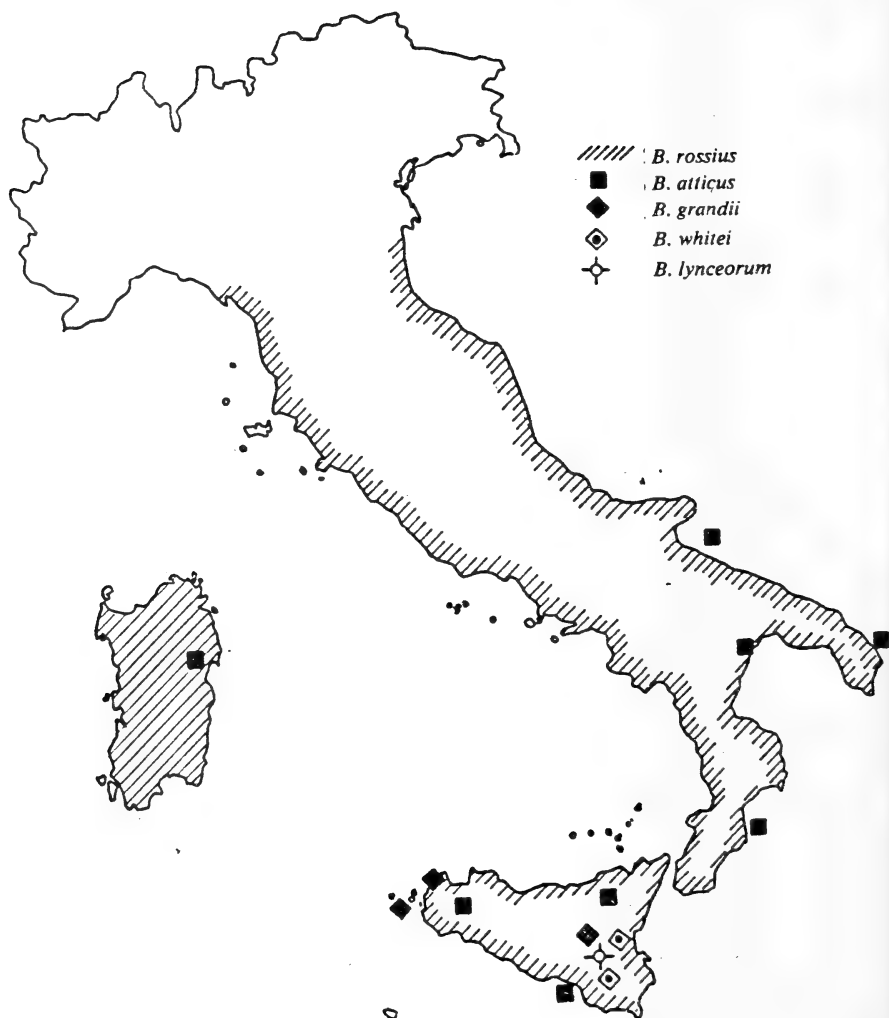 B. rossius
B. atticus
B. grandii
B. whitei
B. lynceorum